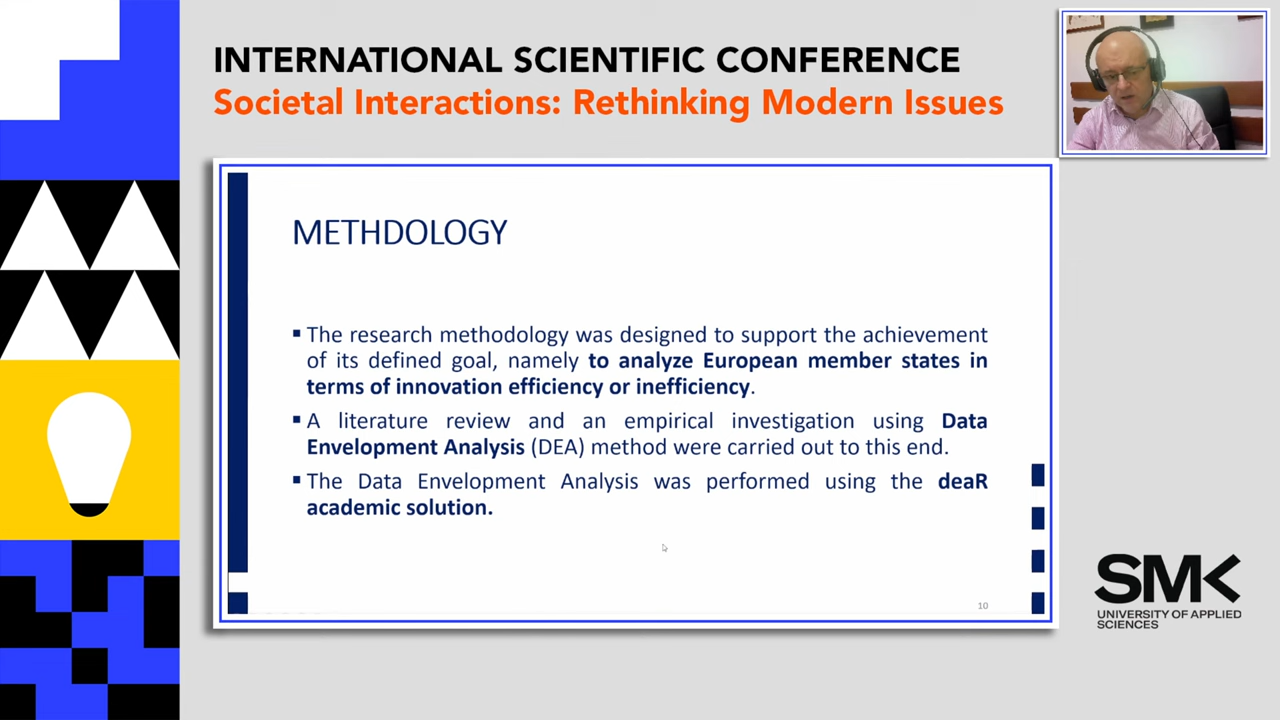 INTERNATIONAL SCIENTIFIC CONFERENCE
Societal Interactions: Rethinking Modern Issues
METHDOLOGY
▪ The research methodology was designed to support the achievement
of its defined goal, namely to analyze European member states in
terms of innovation efficiency or inefficiency.
▪ A literature review and an empirical investigation using Data
Envelopment Analysis (DEA) method were carried out to this end.
▪ The Data Envelopment Analysis was performed using the deaR
academic solution.
10
SMK
UNIVERSITY OF APPLIED
SCIENCES